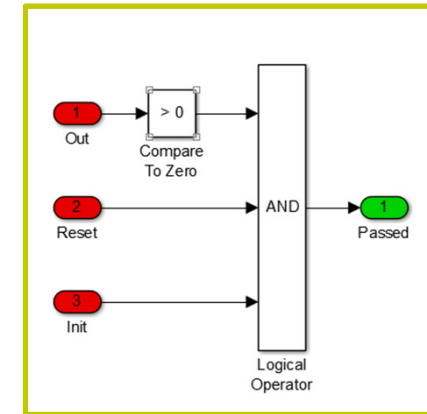 1
Out
> 0
Compare
To Zero
2
Reset
AND
1
Passed
3
Init
Logical
Operator